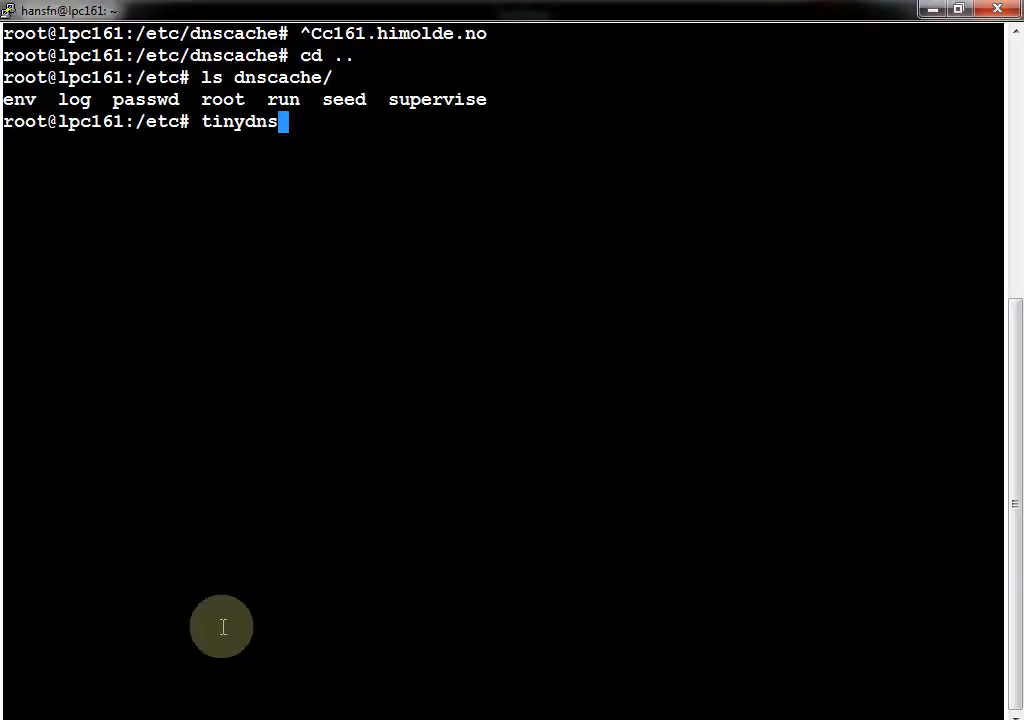 hansfn@lpc161: ~
root@lpc161:/etc/dnscache# ^Cc161.himolde.no
root@lpc161:/etc/dnscache# cd ..
root@lpc161:/etc# ls dnscache/
env  log  passwd  root  run  seed  supervise
root@lpc161:/etc# tinydns